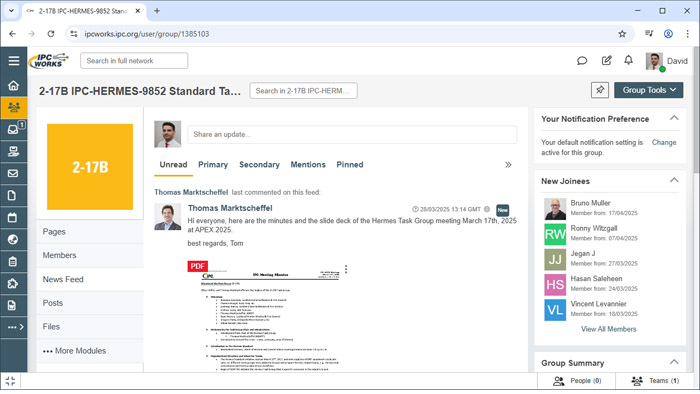 2-17B IPC-HERMES-9852 Stand
ipcworks.ipc.org/user/group/1385103
IPC WORKS
Search in full network
David
2-17B IPC-HERMES-9852 Standard Ta...
Search in 2-17B IPC-HERM...
Group Tools
2-17B
Pages
Members
News Feed
Posts
Files
••• More Modules
1
Share an update...
Unread Primary Secondary Mentions Pinned
Thomas Marktscheffel last commented on this feed:
Thomas Marktscheffel
28/03/2025 13:14 GMT
New
Hi everyone, here are the minutes and the slide deck of the Hermes Task Group meeting March 17th, 2025
at APEX 2025.
best regards, Tom
PDF
IPC Meeting Minutes
Your Notification Preference
Your default notification setting is
active for this group.
Change
New Joinees
Bruno Muller
Member from: 17/04/2025
RW
Ronny Witzgall
Member from: 07/04/2025
JJ
Jegan J
Member from: 27/03/2025
HS
Hasan Saleheen
Member from: 24/03/2025
VL
Vincent Levannier
Member from: 18/03/2025
View All Members
Group Summary
People (0)
Teams (1)